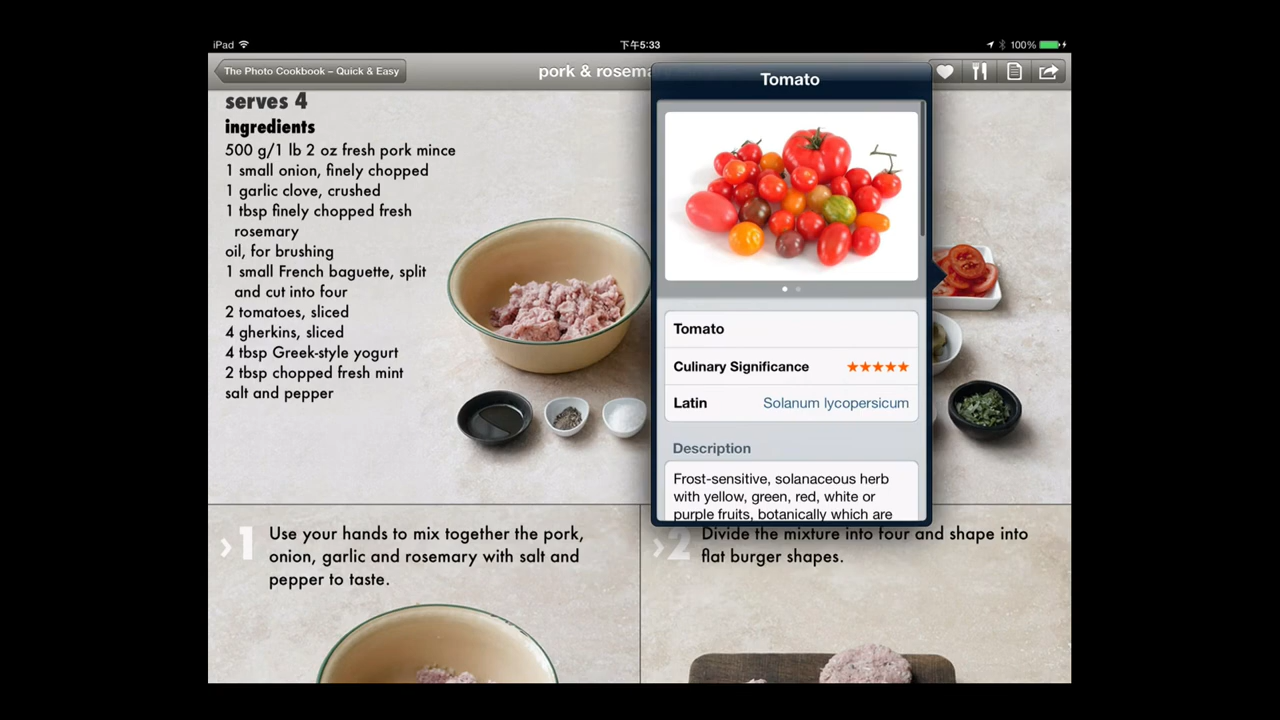 iPad
下午5:33
100%
The Photo Cookbook – Quick & Easy
pork & rosema
Tomato
serves 4
ingredients
500 g/1 lb 2 oz fresh pork mince
1 small onion, finely chopped
1 garlic clove, crushed
1 tbsp finely chopped fresh
rosemary
oil, for brushing
1 small French baguette, split
and cut into four
2 tomatoes, sliced
4 gherkins, sliced
4 tbsp Greek-style yogurt
2 tbsp chopped fresh mint
salt and pepper
Tomato
Culinary Significance ★★★★★
Latin Solanum lycopersicum
Description
Frost-sensitive, solanaceous herb
with yellow, green, red, white or
purple fruits, botanically which are
›1 Use your hands to mix together the pork,
onion, garlic and rosemary with salt and
pepper to taste.
›2 Divide the mixture into four and shape into
flat burger shapes.